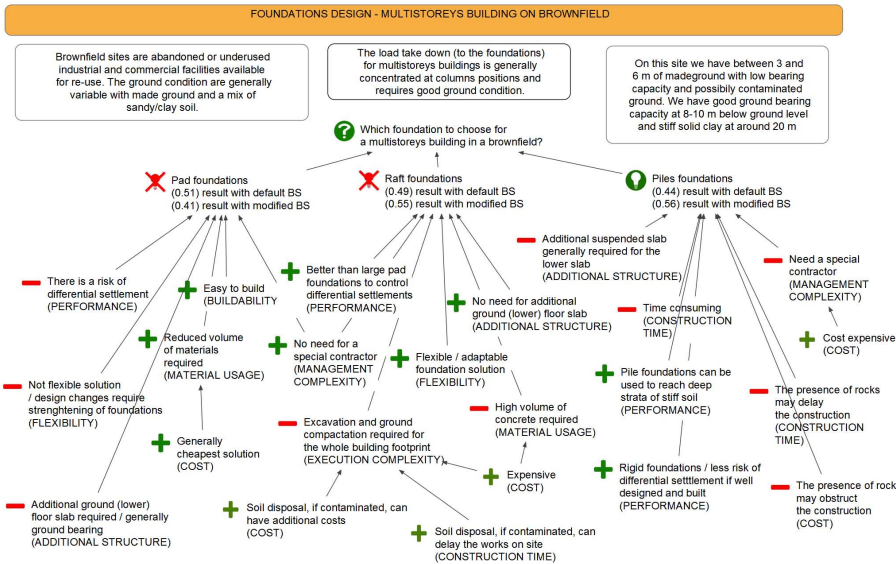 FOUNDATIONS DESIGN - MULTISTOREYS BUILDING ON BROWNFIELD
Brownfield sites are abandoned or underused
industrial and commercial facilities available
for re-use. The ground condition are generally
variable with made ground and a mix of
sandy/clay soil.
The load take down (to the foundations)
for multistoreys buildings is generally
concentrated at columns positions and
requires good ground condition.
On this site we have between 3 and
6 m of madeground with low bearing
capacity and possibily contaminated
ground. We have good ground bearing
capacity at 8-10 m below ground level
and stiff solid clay at around 20 m
Which foundation to choose for
a multistoreys building in a brownfield?
Pad foundations
(0.51) result with default BS
(0.41) result with modified BS
Raft foundations
(0.49) result with default BS
(0.55) result with modified BS
Piles foundations
(0.44) result with default BS
(0.56) result with modified BS
There is a risk of
differential settlement
(PERFORMANCE)
Easy to build
(BUILDABILITY
Reduced volume
of materials
required
(MATERIAL USAGE)
Not flexible solution
/ design changes require
strenghtening of foundations
(FLEXIBILITY)
Generally
cheapest solution
(COST)
Additional ground (lower)
floor slab required / generally
ground bearing
(ADDITIONAL STRUCTURE)
Better than large pad
foundations to control
differential settlements
(PERFORMANCE)
No need for a
special contractor
(MANAGEMENT
COMPLEXITY)
No need for additional
ground (lower) floor slab
(ADDITIONAL STRUCTURE)
Flexible / adaptable
foundation solution
(FLEXIBILITY)
Excavation and ground
compactation required for
the whole building footprint
(EXECUTION COMPLEXITY)
High volume of
concrete required
(MATERIAL USAGE)
Expensive
(COST)
Soil disposal, if contaminated, can
have additional costs
(COST)
Soil disposal, if contaminated, can
delay the works on site
(CONSTRUCTION TIME)
Additional suspended slab
generally required for the
lower slab
(ADDITIONAL STRUCTURE)
Time consuming
(CONSTRUCTION
TIME)
Need a special
contractor
(MANAGEMENT
COMPLEXITY)
Cost expensive
(COST)
Pile foundations can be
used to reach deep
strata of stiff soil
(PERFORMANCE)
The presence of rocks
may delay
the construction
(CONSTRUCTION
TIME)
Rigid foundations / less risk of
differential setttlement if well
designed and built
(PERFORMANCE)
The presence of rock
may obstruct
the construction
(COST)